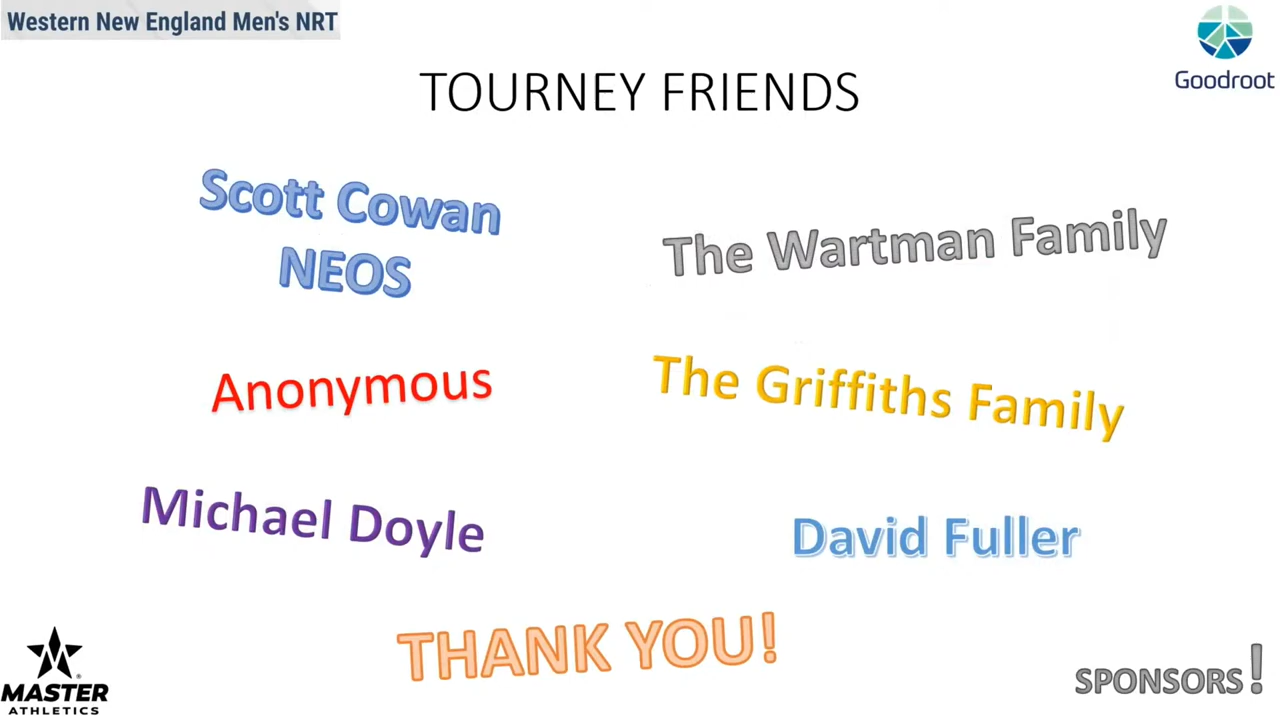 Western New England Men's NRT
Goodroot
TOURNEY FRIENDS
Scott Cowan
NEOS
The Wartman Family
Anonymous
The Griffiths Family
Michael Doyle
David Fuller
THANK YOU!
MASTER
ATHLETICS
SPONSORS!